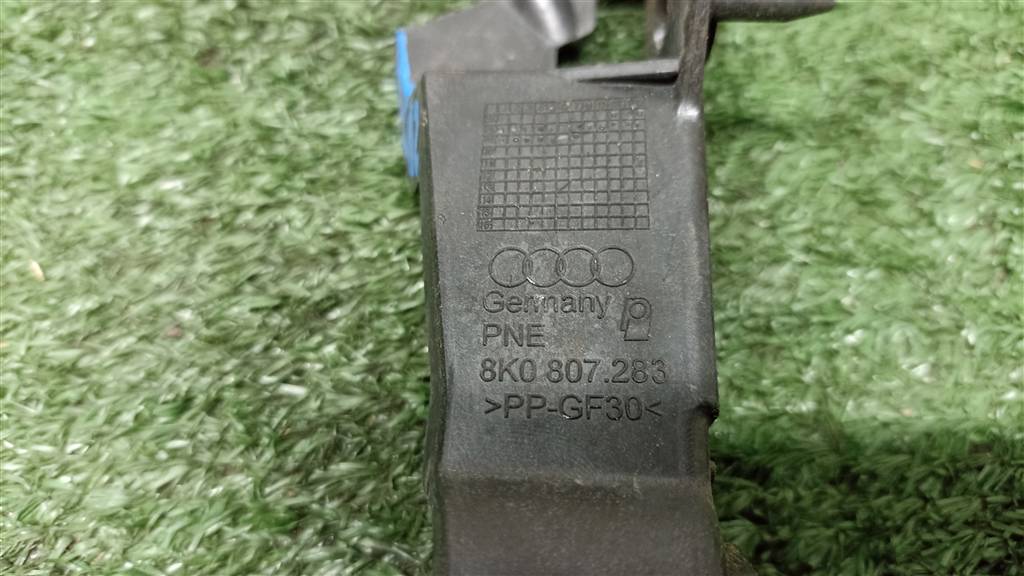 Germany
PNE
8K0 807.283
>PP-GF30<